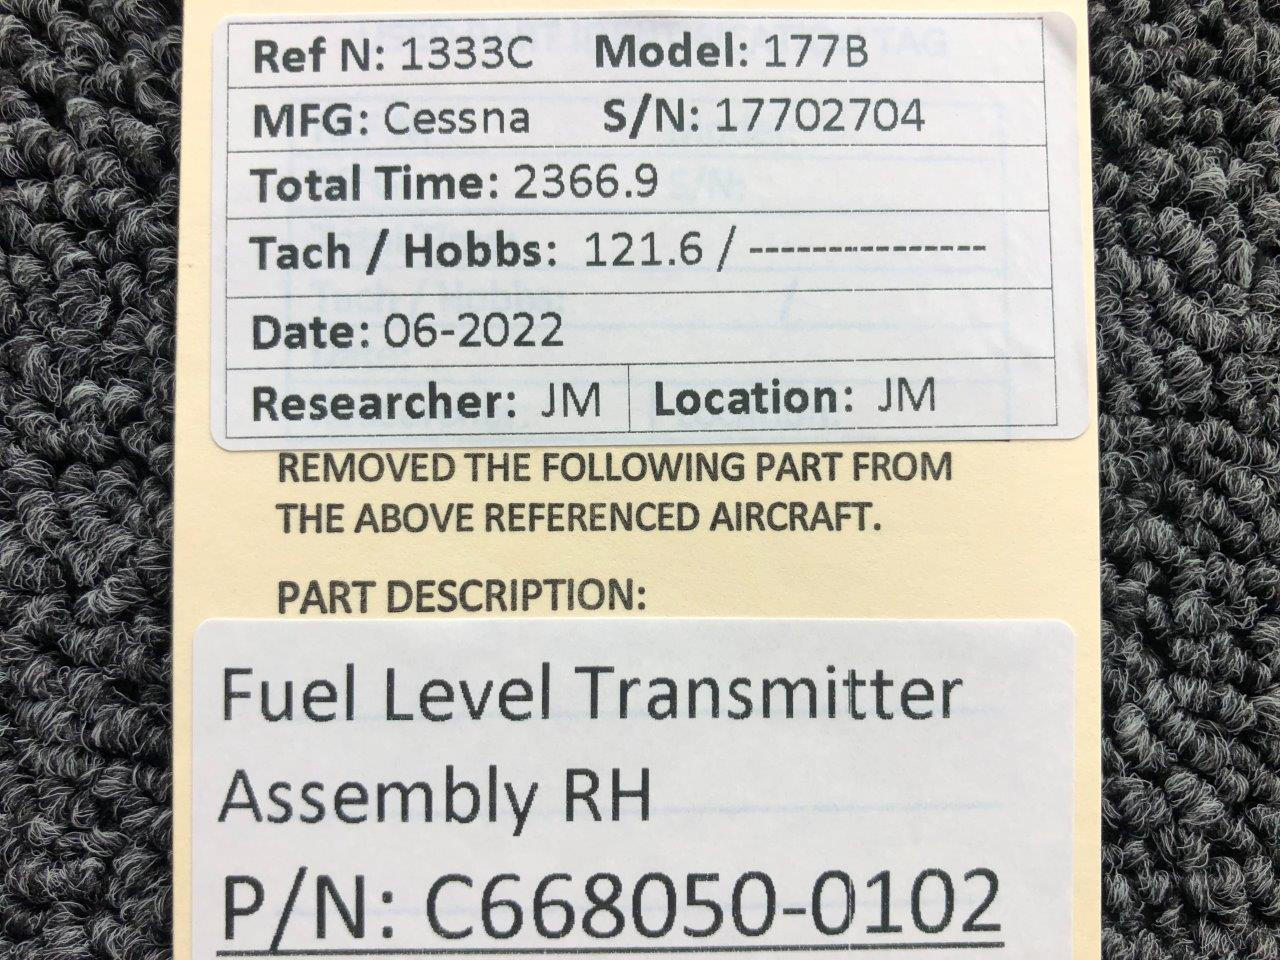 Ref N: 1333C Model: 177B
MFG: Cessna S/N: 17702704
Total Time: 2366.9
Tach / Hobbs: 121.6 / ---------------
Date: 06-2022
Researcher: JM Location: JM
REMOVED THE FOLLOWING PART FROM
THE ABOVE REFERENCED AIRCRAFT.
PART DESCRIPTION:
Fuel Level Transmitter
Assembly RH
P/N: C668050-0102